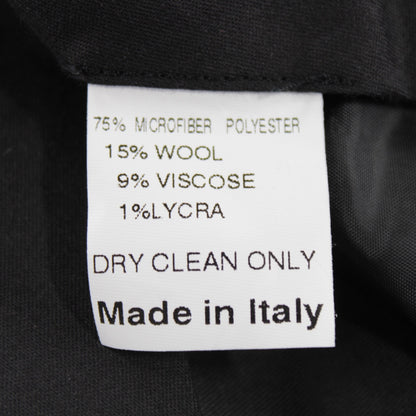 75% MICROFIBER POLYESTER
15% WOOL
9% VISCOSE
1%LYCRA
DRY CLEAN ONLY
Made in Italy